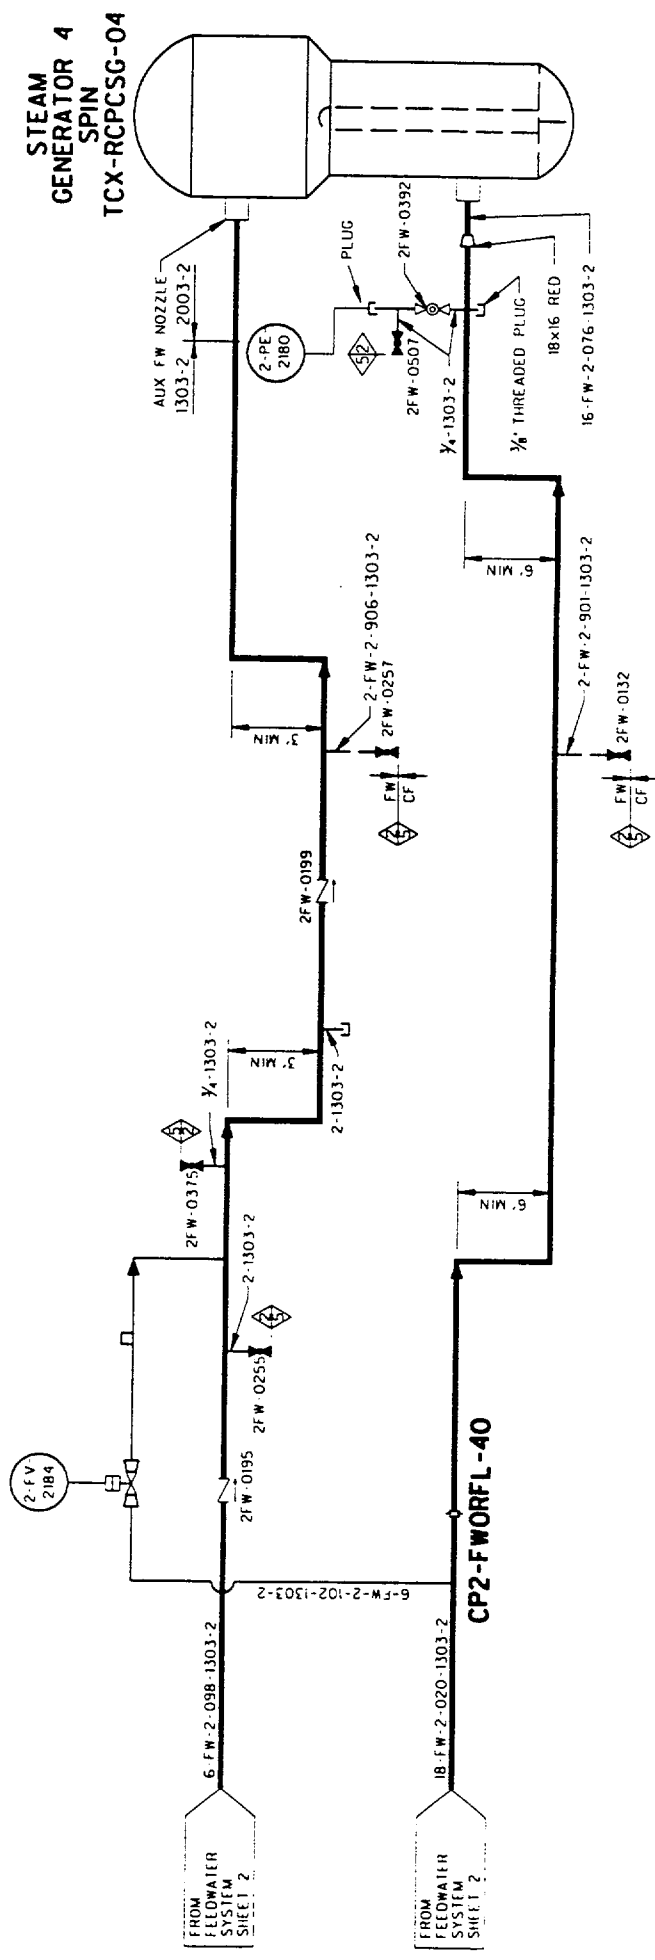 STEAM
GENERATOR 4
SPIN
TCX-RCPCSG-04
AUX FW NOZZLE
1303-2
2003-2
2-PE-
2180
PLUG
52
2FW-0507
2FW-0392
3/4-1303-2
3/8" THREADED PLUG
18x16 RED
16-FW-2-076-1303-2
6' MIN
3' MIN
2-FW-2-906-1303-2
2FW-0257
FW
CF
2-FW-2-901-1303-2
2FW-0132
FW
CF
2FW-0199
3/4-1303-2
3' MIN
2-1303-2
2FW-0375
6' MIN
2-1303-2
2FW-0255
2-FV-
2184
2FW-0195
CP2-FWORFL-40
6-FW-2-102-1303-2
6-FW-2-098-1303-2
18-FW-2-020-1303-2
FROM
FEEDWATER
SYSTEM
SHEET 2
FROM
FEEDWATER
SYSTEM
SHEET 2